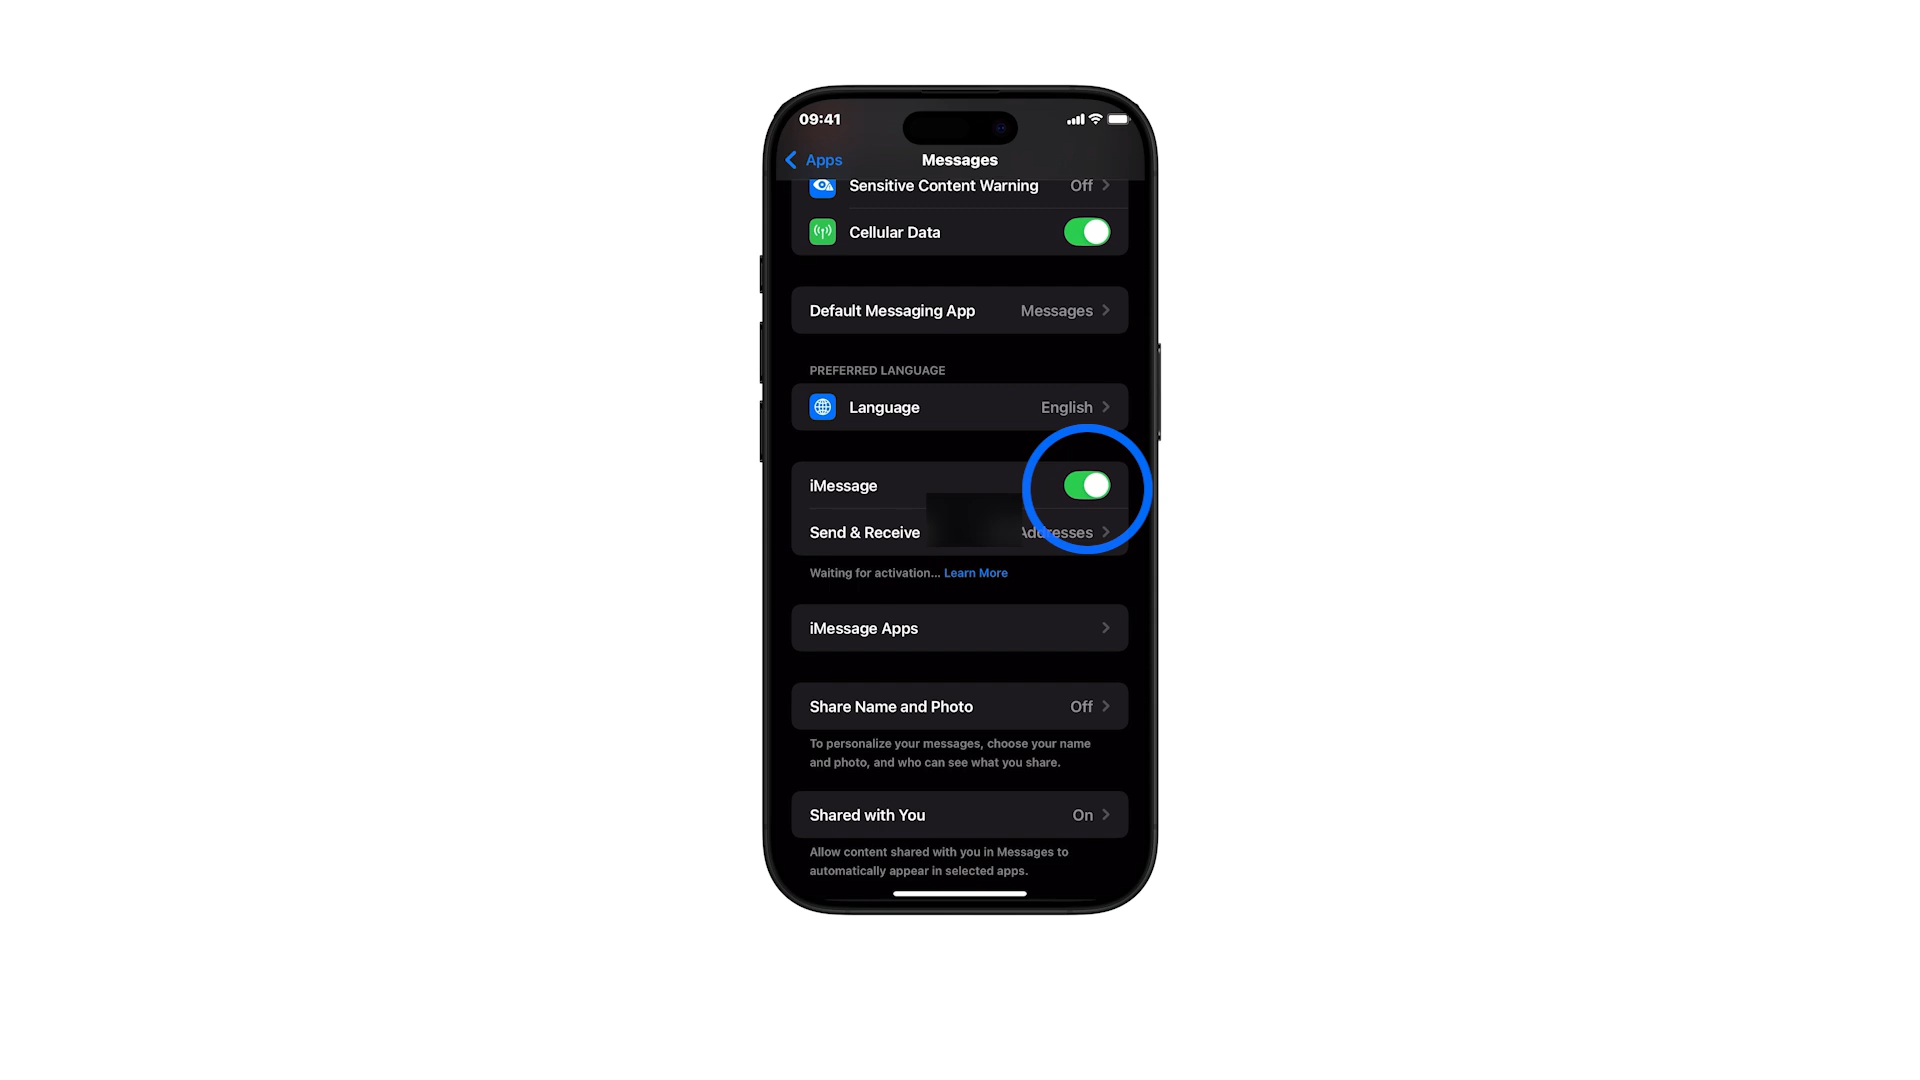 09:41
Apps
Messages
Sensitive Content Warning Off
Cellular Data
Default Messaging App Messages
PREFERRED LANGUAGE
Language English
iMessage
Send & Receive Addresses
Waiting for activation... Learn More
iMessage Apps
Share Name and Photo Off
To personalize your messages, choose your name
and photo, and who can see what you share.
Shared with You On
Allow content shared with you in Messages to
automatically appear in selected apps.